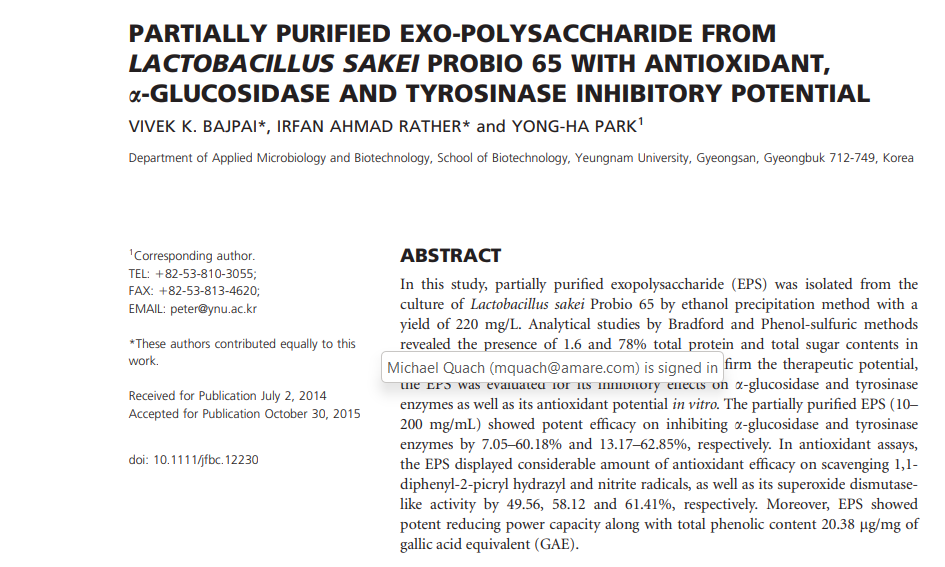 PARTIALLY PURIFIED EXO-POLYSACCHARIDE FROM
LACTOBACILLUS SAKEI PROBIO 65 WITH ANTIOXIDANT,
α-GLUCOSIDASE AND TYROSINASE INHIBITORY POTENTIAL
VIVEK K. BAJPAI*, IRFAN AHMAD RATHER* and YONG-HA PARK¹
Department of Applied Microbiology and Biotechnology, School of Biotechnology, Yeungnam University, Gyeongsan, Gyeongbuk 712-749, Korea
¹Corresponding author.
TEL: +82-53-810-3055;
FAX: +82-53-813-4620;
EMAIL: peter@ynu.ac.kr
*These authors contributed equally to this
work.
Received for Publication July 2, 2014
Accepted for Publication October 30, 2015
doi: 10.1111/jfbc.12230
ABSTRACT
In this study, partially purified exopolysaccharide (EPS) was isolated from the
culture of Lactobacillus sakei Probio 65 by ethanol precipitation method with a
yield of 220 mg/L. Analytical studies by Bradford and Phenol-sulfuric methods
revealed the presence of 1.6 and 78% total protein and total sugar contents in
Michael Quach (mquach@amare.com) is signed in
firm the therapeutic potential,
the EPS was evaluated for its inhibitory effects on α-glucosidase and tyrosinase
enzymes as well as its antioxidant potential in vitro. The partially purified EPS (10–
200 mg/mL) showed potent efficacy on inhibiting α-glucosidase and tyrosinase
enzymes by 7.05–60.18% and 13.17–62.85%, respectively. In antioxidant assays,
the EPS displayed considerable amount of antioxidant efficacy on scavenging 1,1-
diphenyl-2-picryl hydrazyl and nitrite radicals, as well as its superoxide dismutase-
like activity by 49.56, 58.12 and 61.41%, respectively. Moreover, EPS showed
potent reducing power capacity along with total phenolic content 20.38 μg/mg of
gallic acid equivalent (GAE).